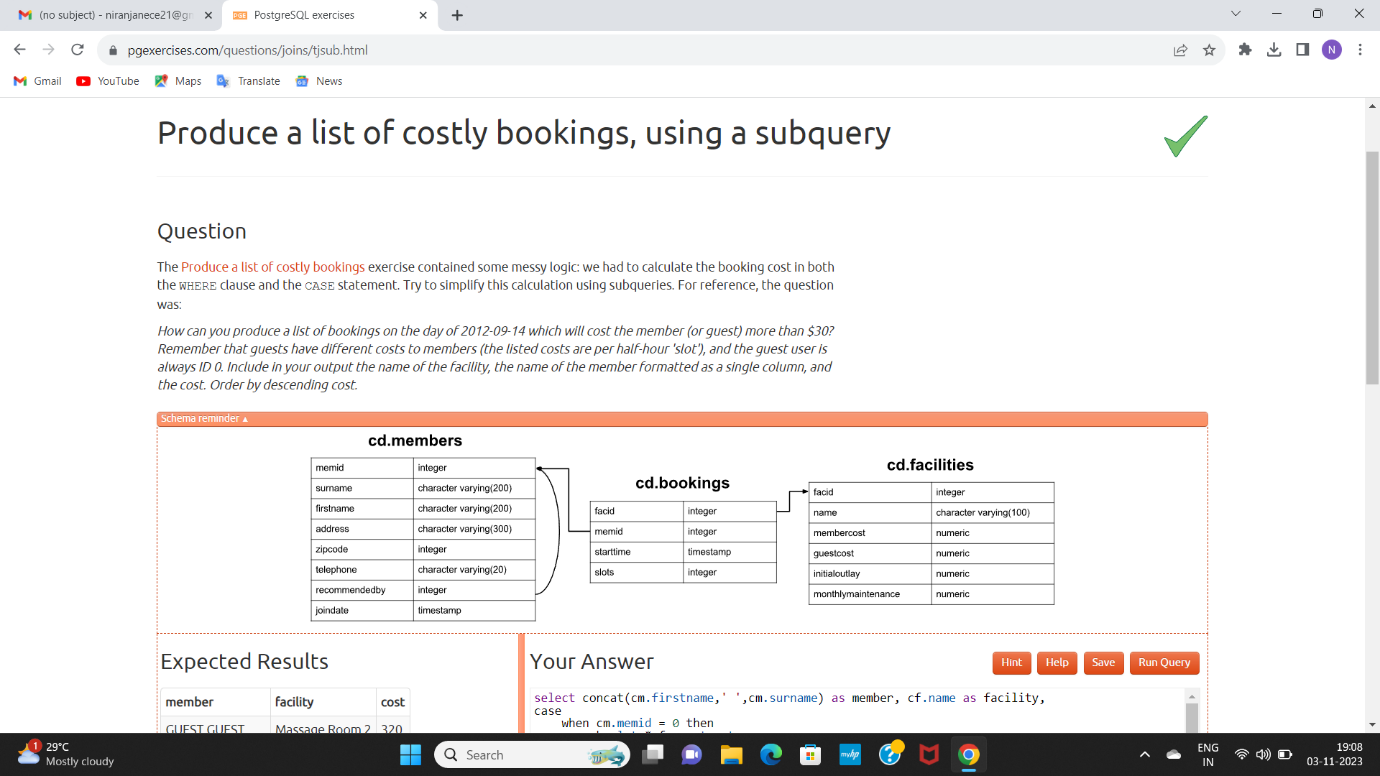 (no subject) - niranjanece21@gr
PostgreSQL exercises
pgexercises.com/questions/joins/tjsub.html
N
Gmail
YouTube
Maps
Translate
News
Produce a list of costly bookings, using a subquery
Question
The Produce a list of costly bookings exercise contained some messy logic: we had to calculate the booking cost in both
the WHERE clause and the CASE statement. Try to simplify this calculation using subqueries. For reference, the question
was:
How can you produce a list of bookings on the day of 2012-09-14 which will cost the member (or guest) more than $30?
Remember that guests have different costs to members (the listed costs are per half-hour 'slot'), and the guest user is
always ID 0. Include in your output the name of the facility, the name of the member formatted as a single column, and
the cost. Order by descending cost.
Schema reminder ▴
cd.members
memid integer
surname character varying(200)
firstname character varying(200)
address character varying(300)
zipcode integer
telephone character varying(20)
recommendedby integer
joindate timestamp
cd.bookings
facid integer
memid integer
starttime timestamp
slots integer
cd.facilities
facid integer
name character varying(100)
membercost numeric
guestcost numeric
initialoutlay numeric
monthlymaintenance numeric
Expected Results
member facility cost
GUEST GUEST Massage Room 2 320
Your Answer
Hint Help Save Run Query
select concat(cm.firstname,' ',cm.surname) as member, cf.name as facility,
case
when cm.memid = 0 then
1
29°C
Mostly cloudy
Search
myhp
ENG
IN
19:08
03-11-2023